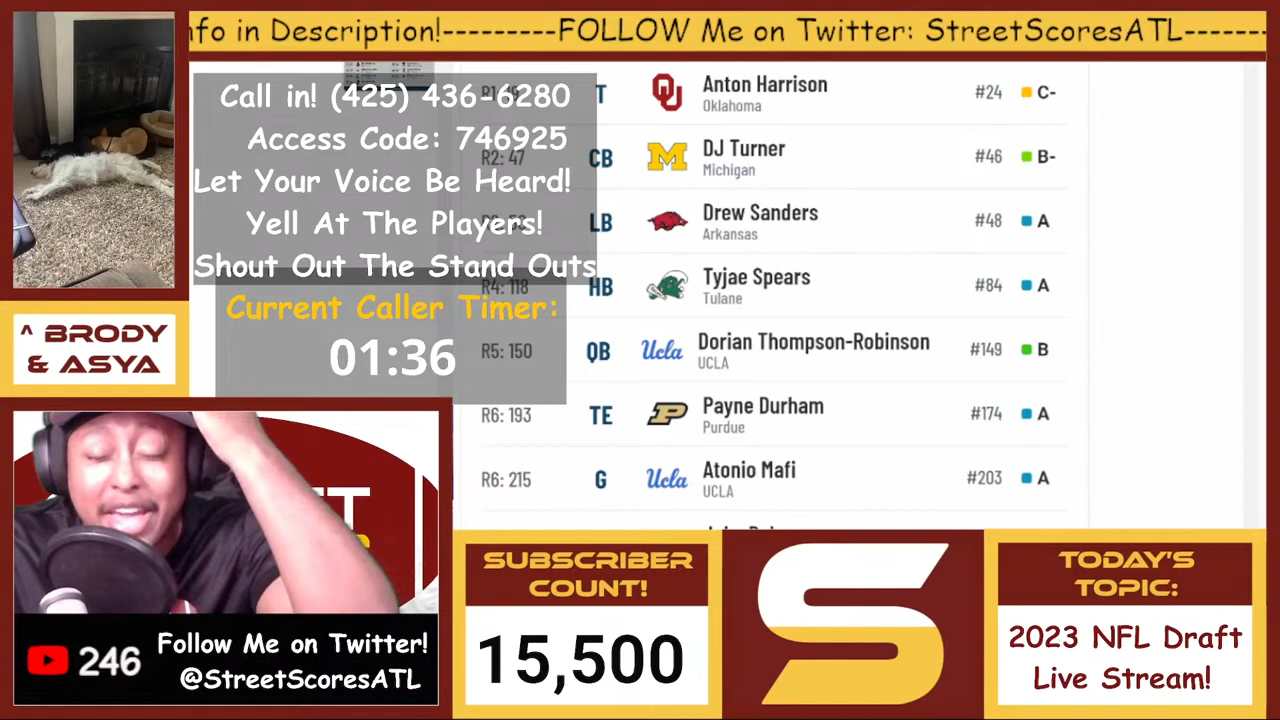 nfo in Description!---------FOLLOW Me on Twitter: StreetScoresATL------
Call in! (425) 436-6280
Access Code: 746925
Let Your Voice Be Heard!
Yell At The Players!
Shout Out The Stand Outs
Current Caller Timer:
01:36
T Anton Harrison #24 C-
Oklahoma
R2: 47 CB DJ Turner #46 B-
Michigan
LB Drew Sanders #48 A
Arkansas
R4: 118 HB Tyjae Spears #84 A
Tulane
R5: 150 QB Ucla Dorian Thompson-Robinson #149 B
UCLA
R6: 193 TE P Payne Durham #174 A
Purdue
R6: 215 G Ucla Atonio Mafi #203 A
UCLA
^ BRODY
& ASYA
246
Follow Me on Twitter!
@StreetScoresATL
SUBSCRIBER
COUNT!
15,500
S
TODAY'S
TOPIC:
2023 NFL Draft
Live Stream!